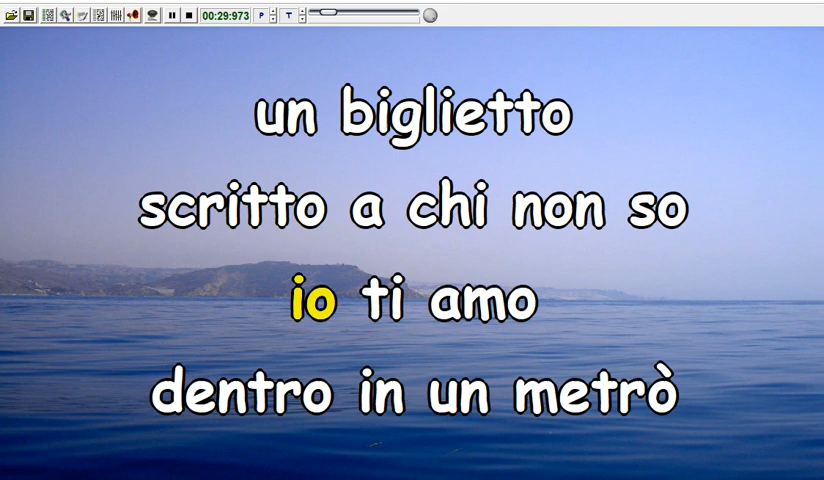 00:29:973 P T
un biglietto
scritto a chi non so
io ti amo
dentro in un metrò